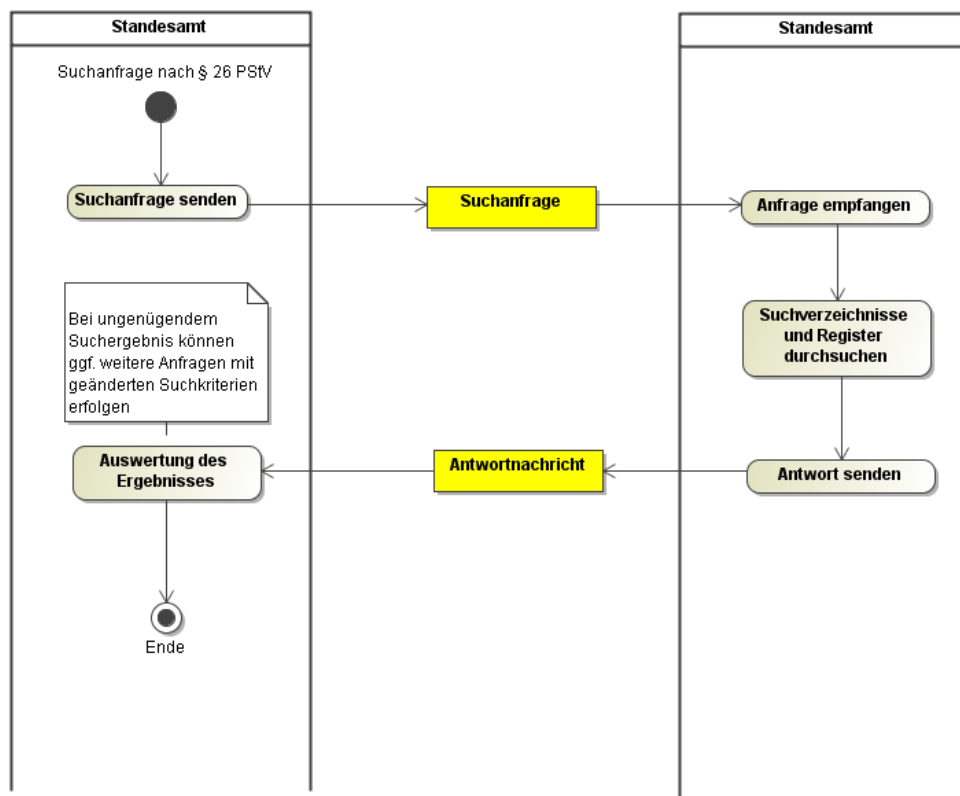 Standesamt
Standesamt
Suchanfrage nach § 26 PStV
Suchanfrage senden
Suchanfrage
Anfrage empfangen
Bei ungenügendem
Suchergebnis können
ggf. weitere Anfragen mit
geänderten Suchkriterien
erfolgen
Suchverzeichnisse
und Register
durchsuchen
Auswertung des
Ergebnisses
Antwortnachricht
Antwort senden
Ende